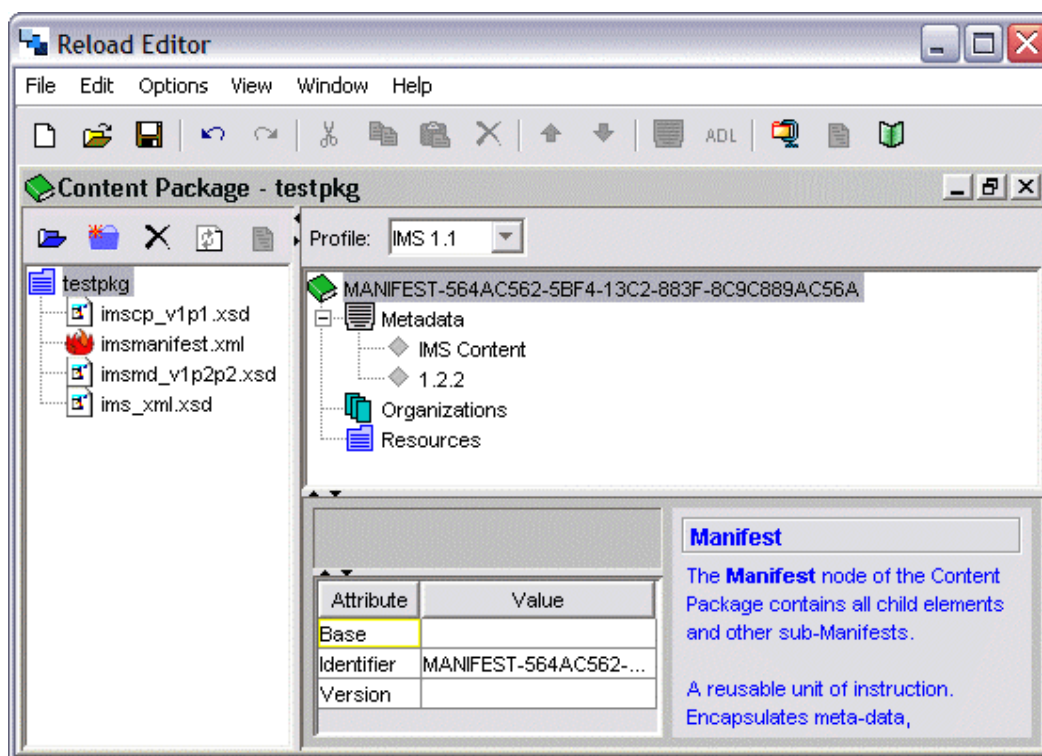 Reload Editor
File Edit Options View Window Help
ADL
Content Package - testpkg
Profile: IMS 1.1
testpkg
imscp_v1p1.xsd
imsmanifest.xml
imsmd_v1p2p2.xsd
ims_xml.xsd
MANIFEST-564AC562-5BF4-13C2-883F-8C9C889AC56A
Metadata
IMS Content
1.2.2
Organizations
Resources
Attribute Value
Base
Identifier MANIFEST-564AC562-...
Version
Manifest
The Manifest node of the Content
Package contains all child elements
and other sub-Manifests.
A reusable unit of instruction.
Encapsulates meta-data,